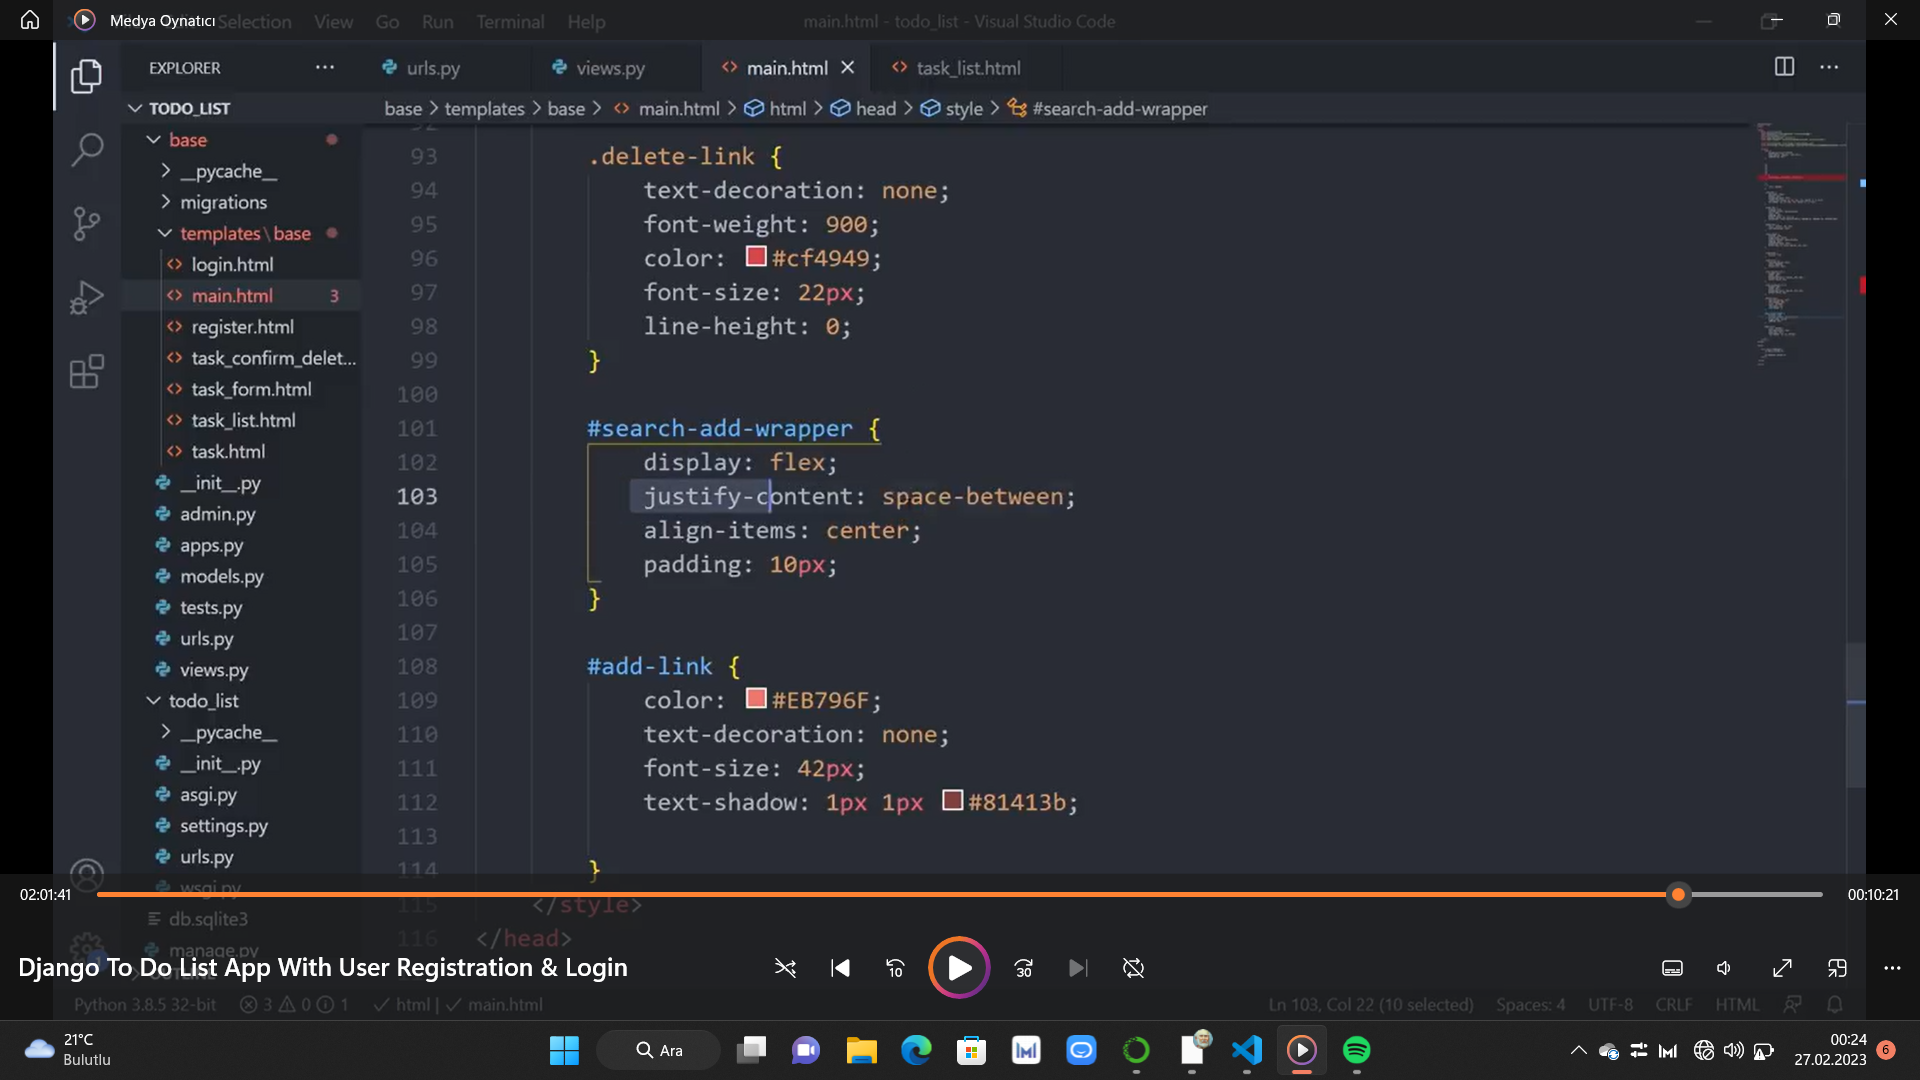 Medya Oynatıcı
Selection View Go Run Terminal Help
main.html - todo_list - Visual Studio Code
EXPLORER
urls.py
views.py
main.html
task_list.html
TODO_LIST
base > templates > base > main.html > html > head > style > #search-add-wrapper
base
__pycache__
migrations
templates\base
login.html
main.html 3
register.html
task_confirm_delet...
task_form.html
task_list.html
task.html
__init__.py
admin.py
apps.py
models.py
tests.py
urls.py
views.py
todo_list
__pycache__
__init__.py
asgi.py
settings.py
urls.py
wsgi.py
db.sqlite3
manage.py
92
93 .delete-link {
94 text-decoration: none;
95 font-weight: 900;
96 color: #cf4949;
97 font-size: 22px;
98 line-height: 0;
99 }
100
101 #search-add-wrapper {
102 display: flex;
103 justify-content: space-between;
104 align-items: center;
105 padding: 10px;
106 }
107
108 #add-link {
109 color: #EB796F;
110 text-decoration: none;
111 font-size: 42px;
112 text-shadow: 1px 1px #81413b;
113
114 }
115 </style>
116 </head>
02:01:41
00:10:21
Django To Do List App With User Registration & Login
10
30
Python 3.8.5 32-bit 3 0 1 html | main.html
Ln 103, Col 22 (10 selected) Spaces: 4 UTF-8 CRLF HTML
21°C
Bulutlu
Ara
00:24
27.02.2023
6